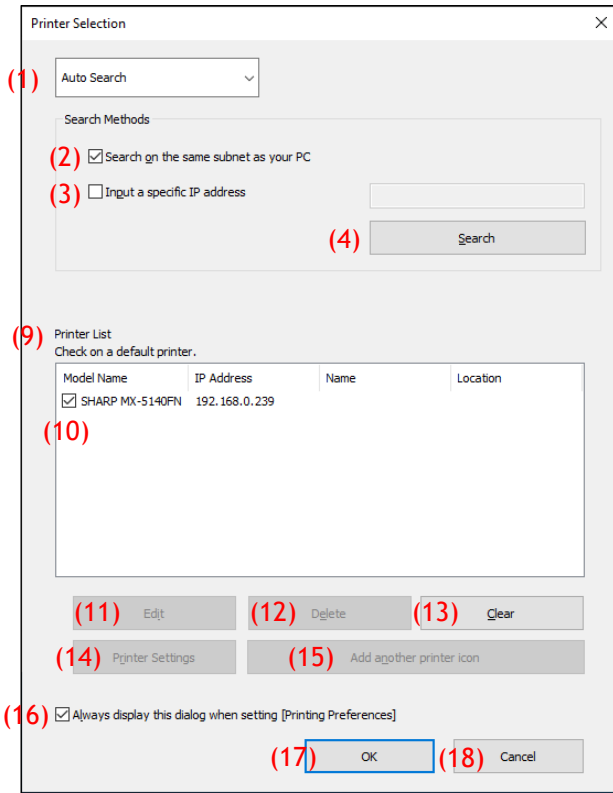 Printer Selection
(1) Auto Search
Search Methods
(2) Search on the same subnet as your PC
(3) Input a specific IP address
(4) Search
(9) Printer List
Check on a default printer.
Model Name IP Address Name Location
SHARP MX-5140FN 192.168.0.239
(10)
(11) Edit (12) Delete (13) Clear
(14) Printer Settings (15) Add another printer icon
(16) Always display this dialog when setting [Printing Preferences]
(17) OK (18) Cancel